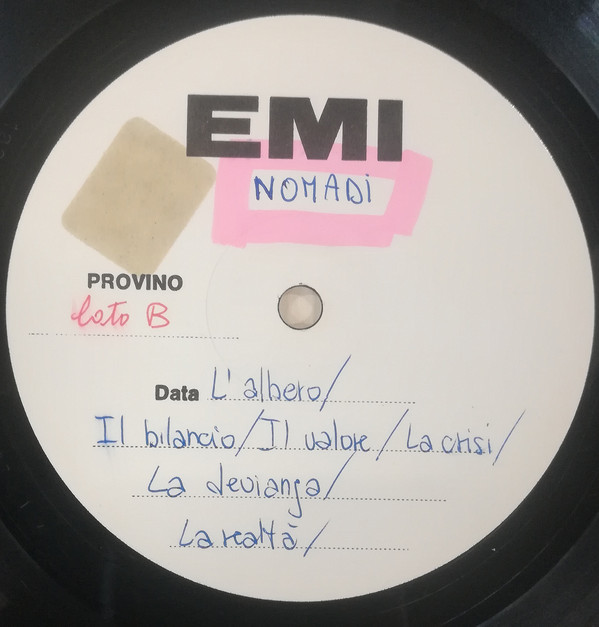 EMI
NOMADI
PROVINO
lato B
Data L'albero/
Il bilancio/Il valore/La crisi/
La devianza/
La realtà/